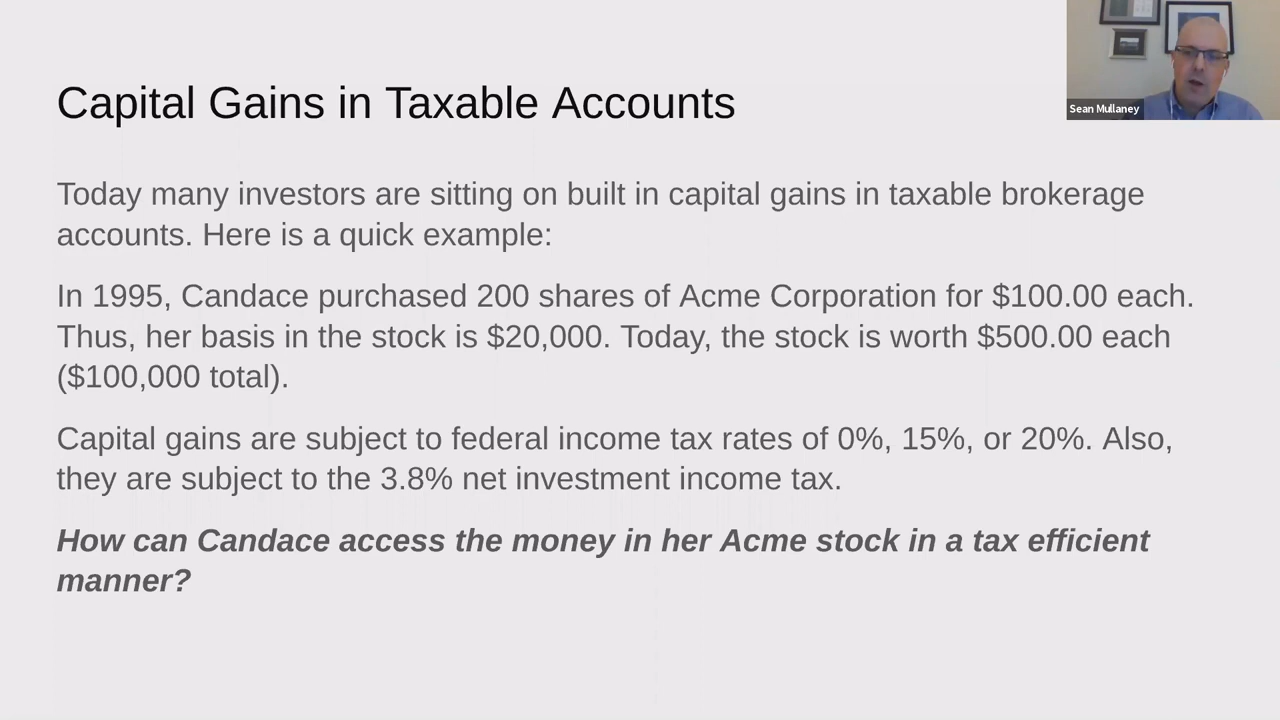 Capital Gains in Taxable Accounts
Sean Mullaney
Today many investors are sitting on built in capital gains in taxable brokerage
accounts. Here is a quick example:
In 1995, Candace purchased 200 shares of Acme Corporation for $100.00 each.
Thus, her basis in the stock is $20,000. Today, the stock is worth $500.00 each
($100,000 total).
Capital gains are subject to federal income tax rates of 0%, 15%, or 20%. Also,
they are subject to the 3.8% net investment income tax.
How can Candace access the money in her Acme stock in a tax efficient
manner?